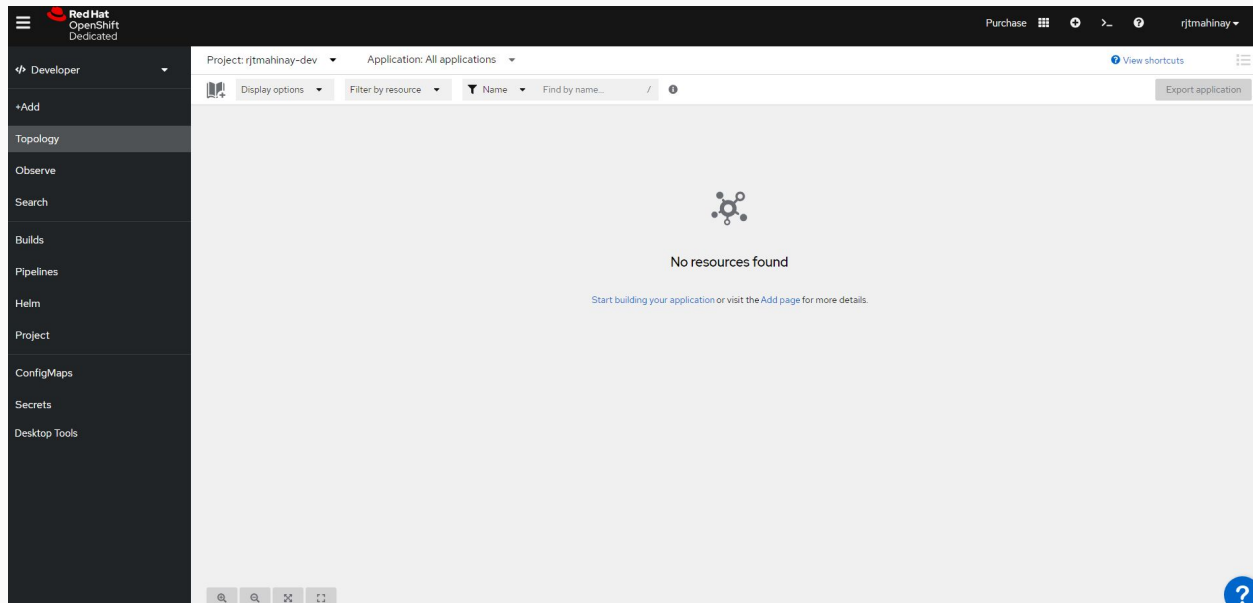 Red Hat
OpenShift
Dedicated
Purchase
>_
?
rjtmahinay
</> Developer
+Add
Topology
Observe
Search
Builds
Pipelines
Helm
Project
ConfigMaps
Secrets
Desktop Tools
Project: rjtmahinay-dev
Application: All applications
View shortcuts
Display options
Filter by resource
Name
Find by name...
/
Export application
No resources found
Start building your application or visit the Add page for more details.
?